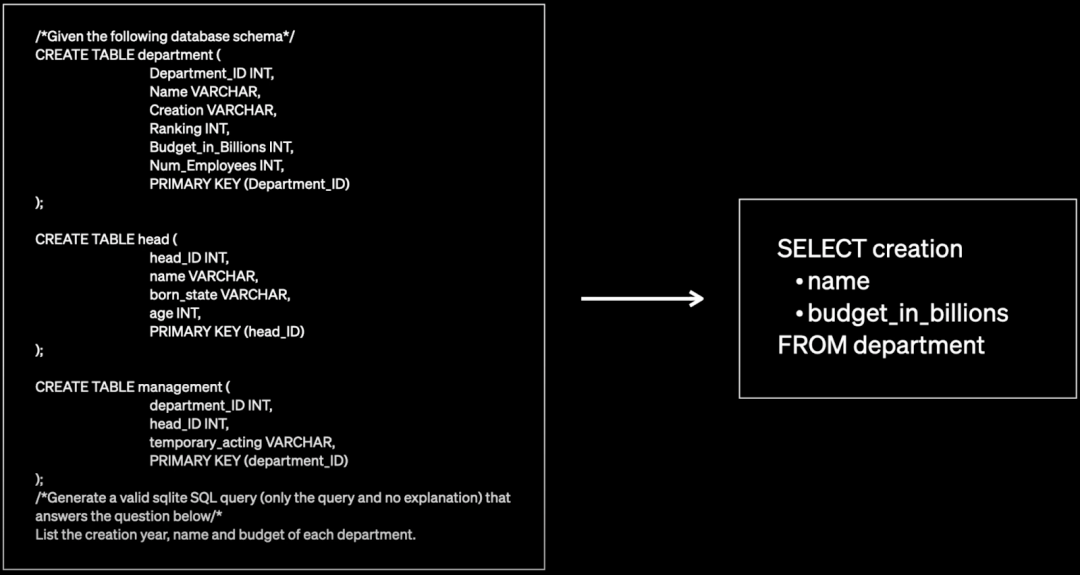 /*Given the following database schema*/
CREATE TABLE department (
Department_ID INT,
Name VARCHAR,
Creation VARCHAR,
Ranking INT,
Budget_in_Billions INT,
Num_Employees INT,
PRIMARY KEY (Department_ID)
);
CREATE TABLE head (
head_ID INT,
name VARCHAR,
born_state VARCHAR,
age INT,
PRIMARY KEY (head_ID)
);
CREATE TABLE management (
department_ID INT,
head_ID INT,
temporary_acting VARCHAR,
PRIMARY KEY (department_ID)
);
/*Generate a valid sqlite SQL query (only the query and no explanation) that
answers the question below/*
List the creation year, name and budget of each department.
SELECT creation
•name
•budget_in_billions
FROM department